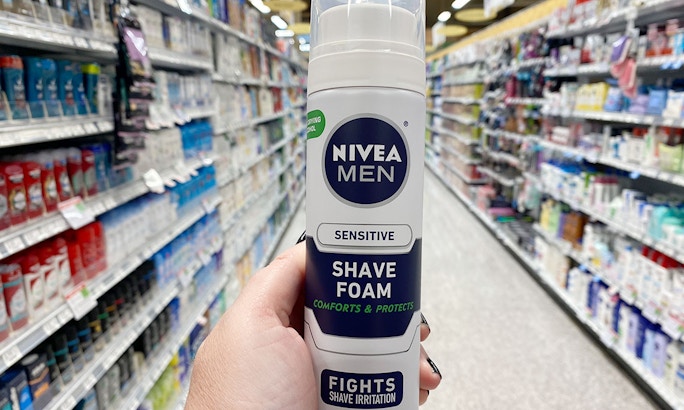 NIVEA
MEN
SENSITIVE
SHAVE
FOAM
COMFORTS & PROTECTS
FIGHTS
SHAVE IRRITATION